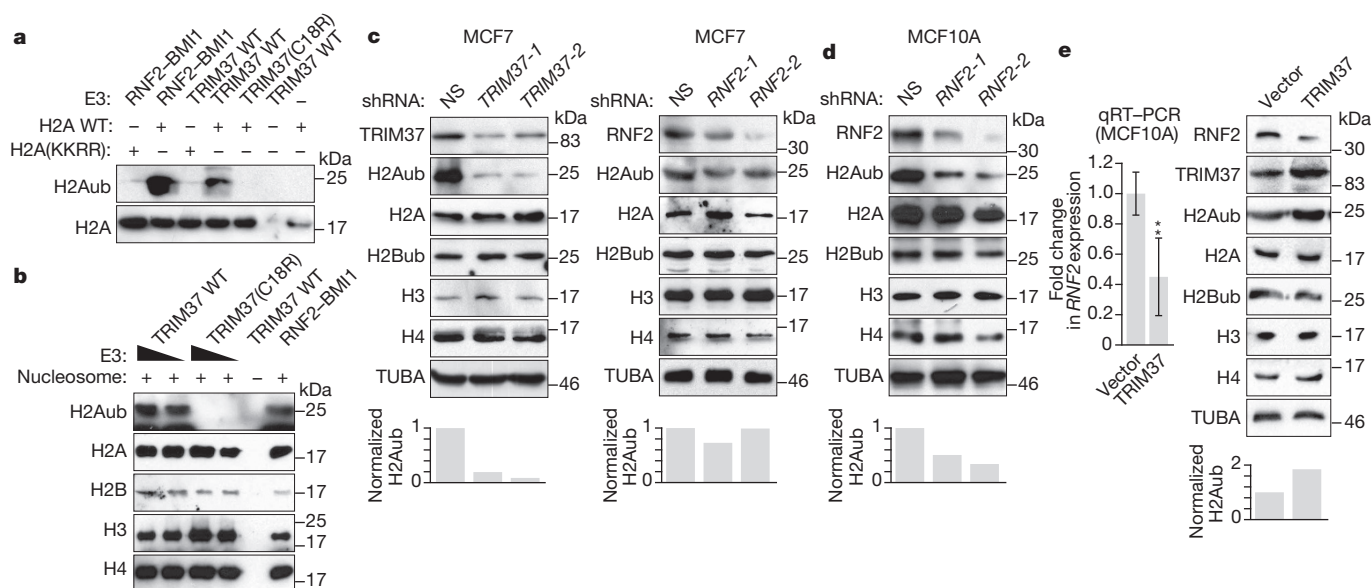 a
RNF2–BMI1
RNF2–BMI1
TRIM37 WT
TRIM37 WT
TRIM37(C18R)
TRIM37 WT
E3: –
H2A WT: – + – + + – +
H2A(KKRR): + – + – – – –
kDa
H2Aub 25
H2A 17
b
TRIM37 WT
TRIM37(C18R)
TRIM37 WT
RNF2–BMI1
E3:
Nucleosome: + + + + – +
kDa
H2Aub 25
H2A 17
H2B 17
H3 25
17
H4 17
c
MCF7
shRNA: NS TRIM37-1 TRIM37-2
kDa
TRIM37 83
H2Aub 25
H2A 17
H2Bub 25
H3 17
H4 17
TUBA 46
Normalized H2Aub
1
0
MCF7
shRNA: NS RNF2-1 RNF2-2
kDa
RNF2 30
H2Aub 25
H2A 17
H2Bub 25
H3 17
H4 17
TUBA 46
Normalized H2Aub
1
0
d
MCF10A
shRNA: NS RNF2-1 RNF2-2
kDa
RNF2 30
H2Aub 25
H2A 17
H2Bub 25
H3 17
H4 17
TUBA 46
Normalized H2Aub
1
0
e
qRT–PCR
(MCF10A)
Fold change
in RNF2 expression
1.2
1.0
0.8
0.6
0.4
0.2
0
**
Vector
TRIM37
Vector
TRIM37
kDa
RNF2 30
TRIM37 83
H2Aub 25
H2A 17
H2Bub 25
H3 17
H4 17
TUBA 46
Normalized H2Aub
2
0